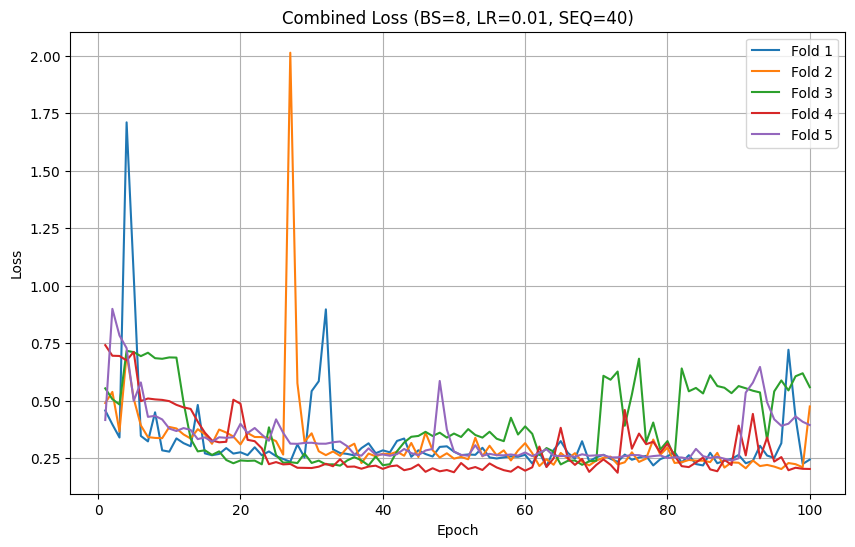 Combined Loss (BS=8, LR=0.01, SEQ=40)
Fold 1
Fold 2
Fold 3
Fold 4
Fold 5
2.00
1.75
1.50
1.25
1.00
0.75
0.50
0.25
Loss
0 20 40 60 80 100
Epoch